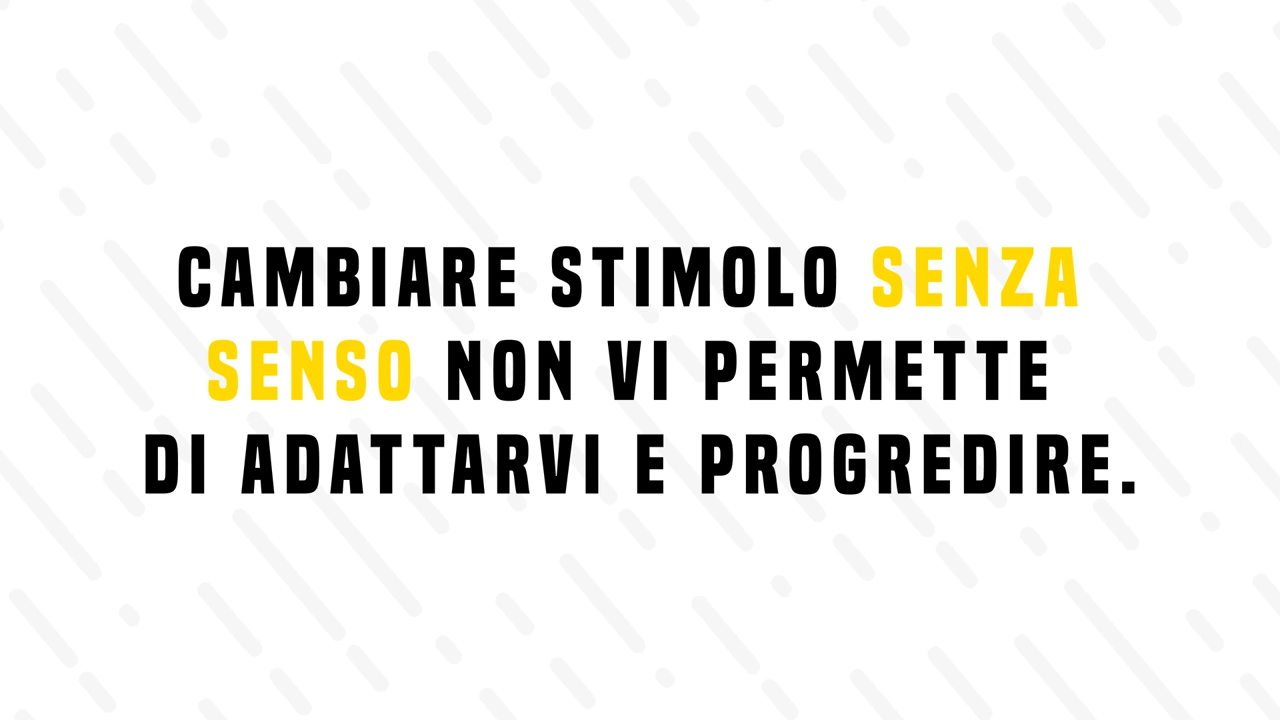 CAMBIARE STIMOLO SENZA
SENSO NON VI PERMETTE
DI ADATTARVI E PROGREDIRE.